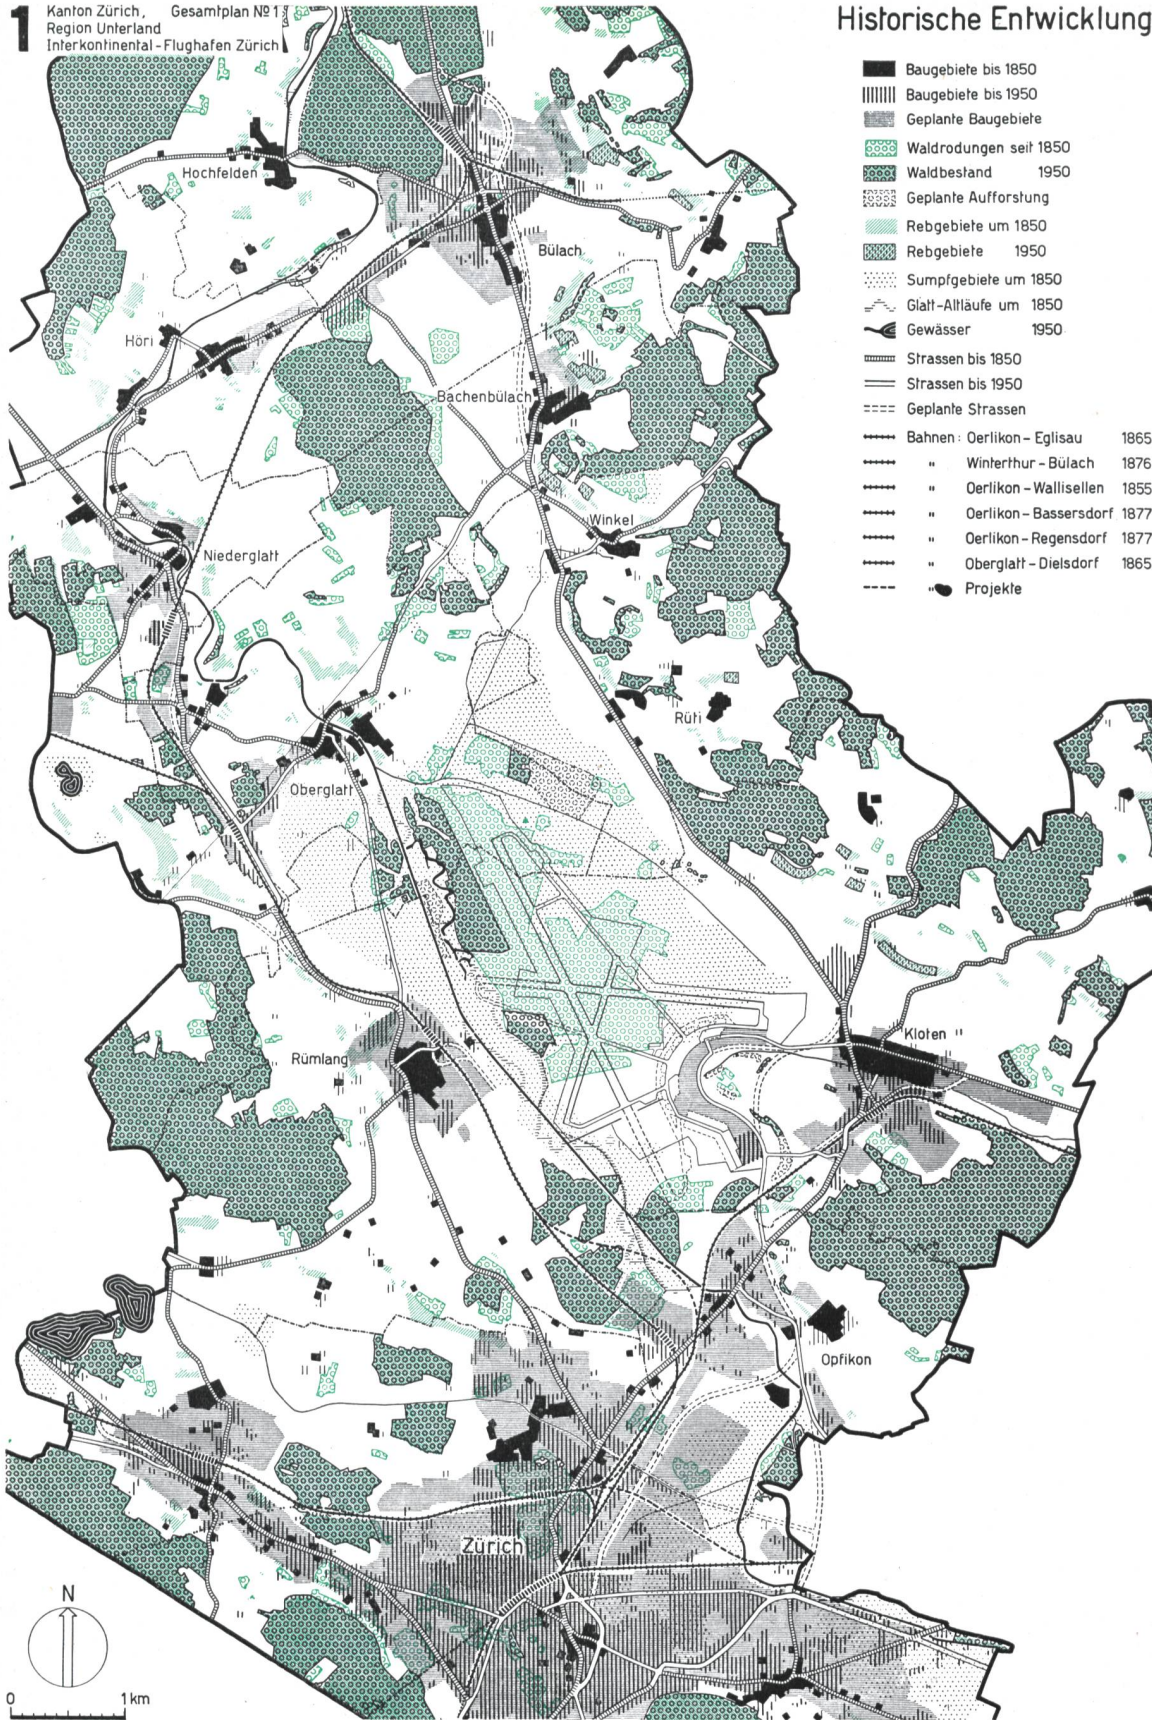 1
Kanton Zürich, Gesamtplan № 1
Region Unterland
Interkontinental-Flughafen Zürich
Historische Entwicklung
Baugebiete bis 1850
Baugebiete bis 1950
Geplante Baugebiete
Waldrodungen seit 1850
Waldbestand 1950
Geplante Aufforstung
Rebgebiete um 1850
Rebgebiete 1950
Sumpfgebiete um 1850
Glatt-Altläufe um 1850
Gewässer 1950
Strassen bis 1850
Strassen bis 1950
Geplante Strassen
Bahnen: Oerlikon-Eglisau 1865
" Winterthur-Bülach 1876
" Oerlikon-Wallisellen 1855
" Oerlikon-Bassersdorf 1877
" Oerlikon-Regensdorf 1877
" Oberglatt-Dielsdorf 1865
" Projekte
Hochfelden
Bülach
Höri
Bachenbülach
Winkel
Niederglatt
Rüti
Oberglatt
Kloten
Rümlang
Opfikon
Zürich
N
0 1 km